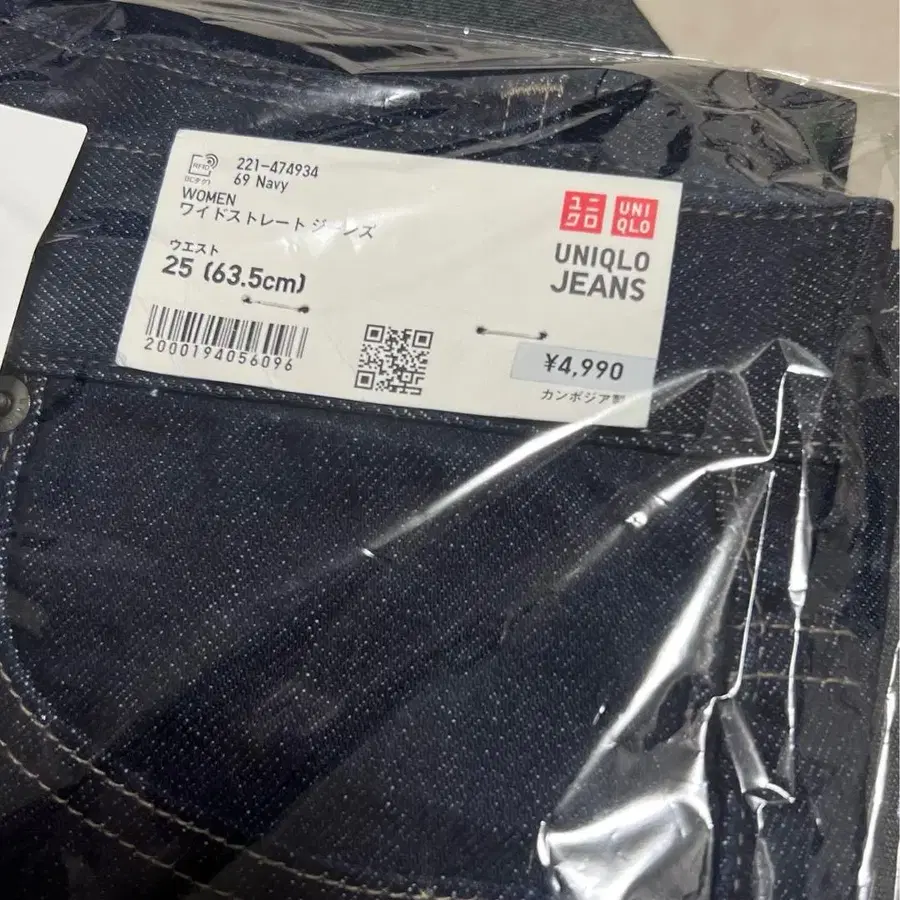 221-474934
69 Navy
WOMEN
ワイドストレートジーンズ
ウエスト
25 (63.5cm)
2000194056096
ユニ
クロ
UNI
QLO
UNIQLO
JEANS
¥4,990
カンボジア製
RFID